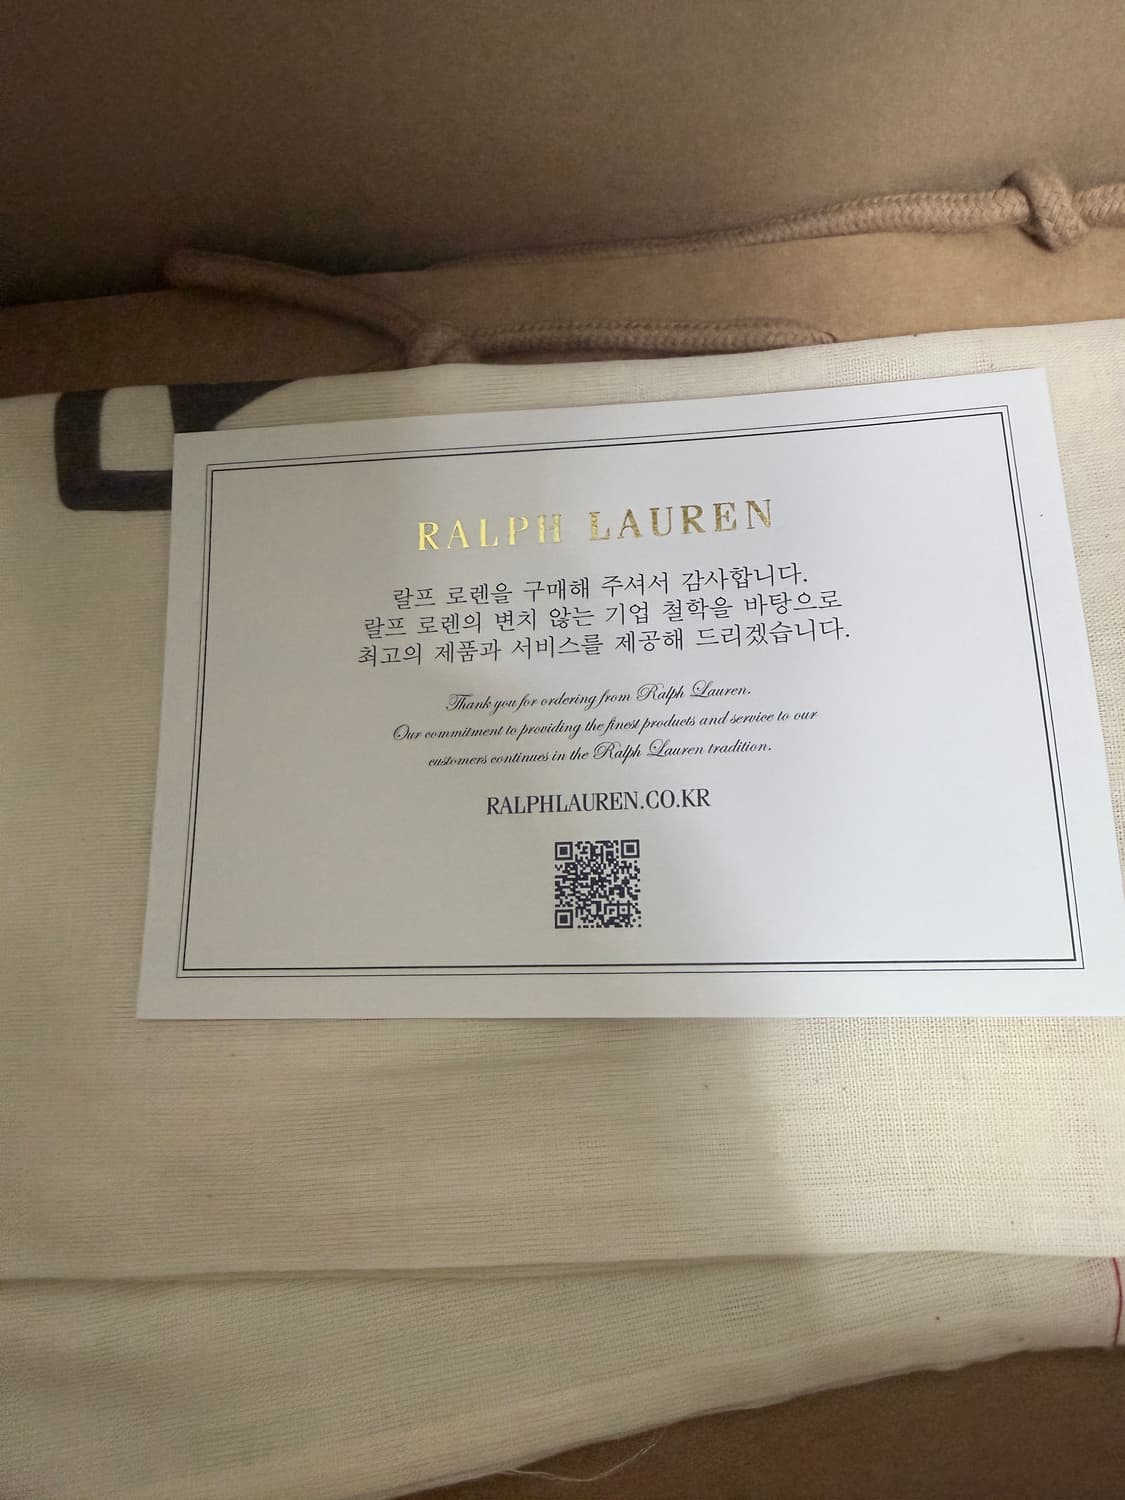 RALPH LAUREN
랄프 로렌을 구매해 주셔서 감사합니다.
랄프 로렌의 변치 않는 기업 철학을 바탕으로
최고의 제품과 서비스를 제공해 드리겠습니다.
Thank you for ordering from Ralph Lauren.
Our commitment to providing the finest products and service to our
customers continues in the Ralph Lauren tradition.
RALPHLAUREN.CO.KR